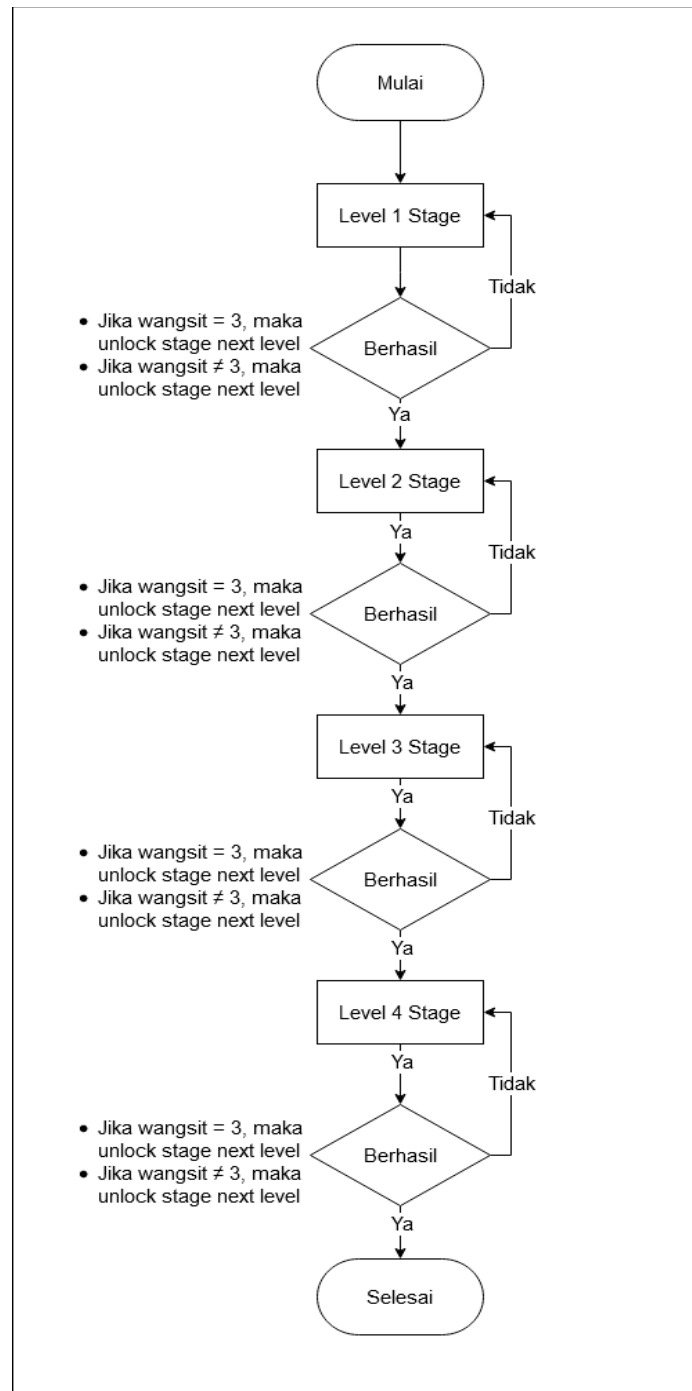 Mulai
Level 1 Stage
Tidak
• Jika wangsit = 3, maka
unlock stage next level
• Jika wangsit ≠ 3, maka
unlock stage next level
Berhasil
Ya
Level 2 Stage
Ya
Tidak
• Jika wangsit = 3, maka
unlock stage next level
• Jika wangsit ≠ 3, maka
unlock stage next level
Berhasil
Ya
Level 3 Stage
Ya
Tidak
• Jika wangsit = 3, maka
unlock stage next level
• Jika wangsit ≠ 3, maka
unlock stage next level
Berhasil
Ya
Level 4 Stage
Ya
Tidak
• Jika wangsit = 3, maka
unlock stage next level
• Jika wangsit ≠ 3, maka
unlock stage next level
Berhasil
Ya
Selesai